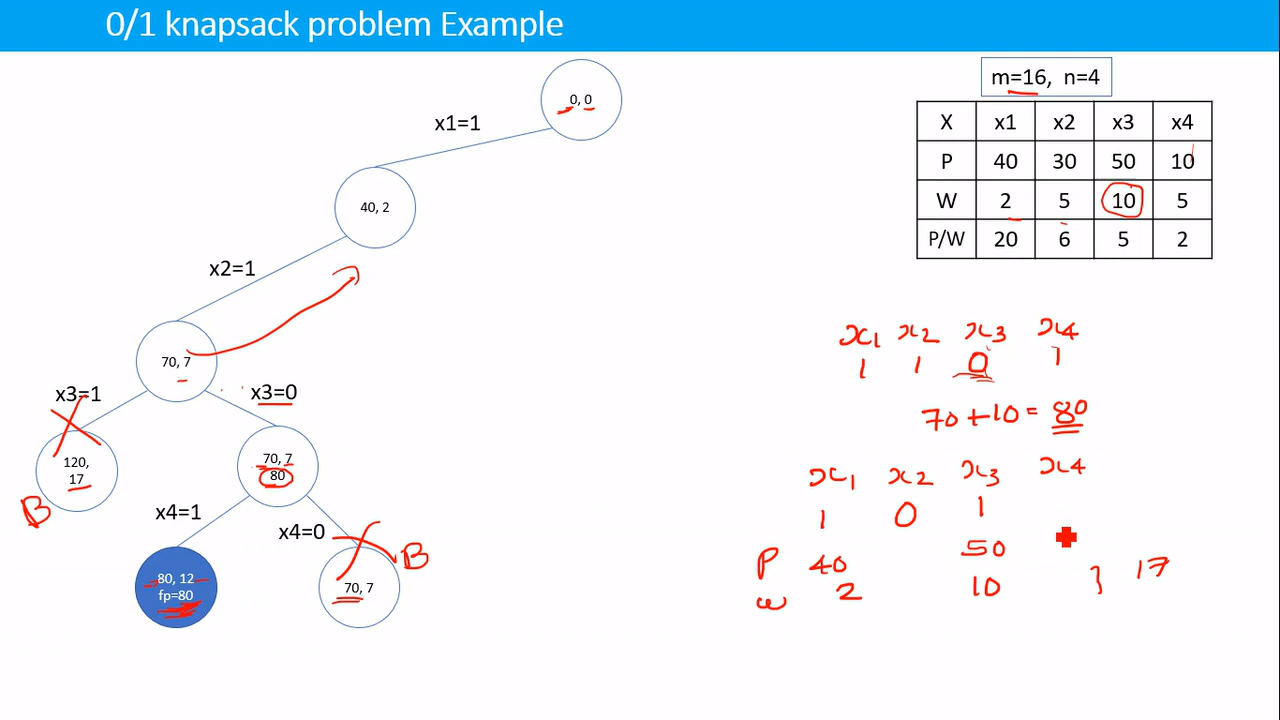 0/1 knapsack problem Example
m=16, n=4
0, 0
x1=1
X x1 x2 x3 x4
P 40 30 50 10
W 2 5 10 5
P/W 20 6 5 2
40, 2
x2=1
70, 7
x3=1
x3=0
x1 x2 x3 x4
1 1 0 1
70+10=80
120,
17
B
70, 7
80
x1 x2 x3 x4
1 0 1
x4=1
x4=0
B
P 40 50
w 2 10 } 17
80, 12
fp=80
70, 7